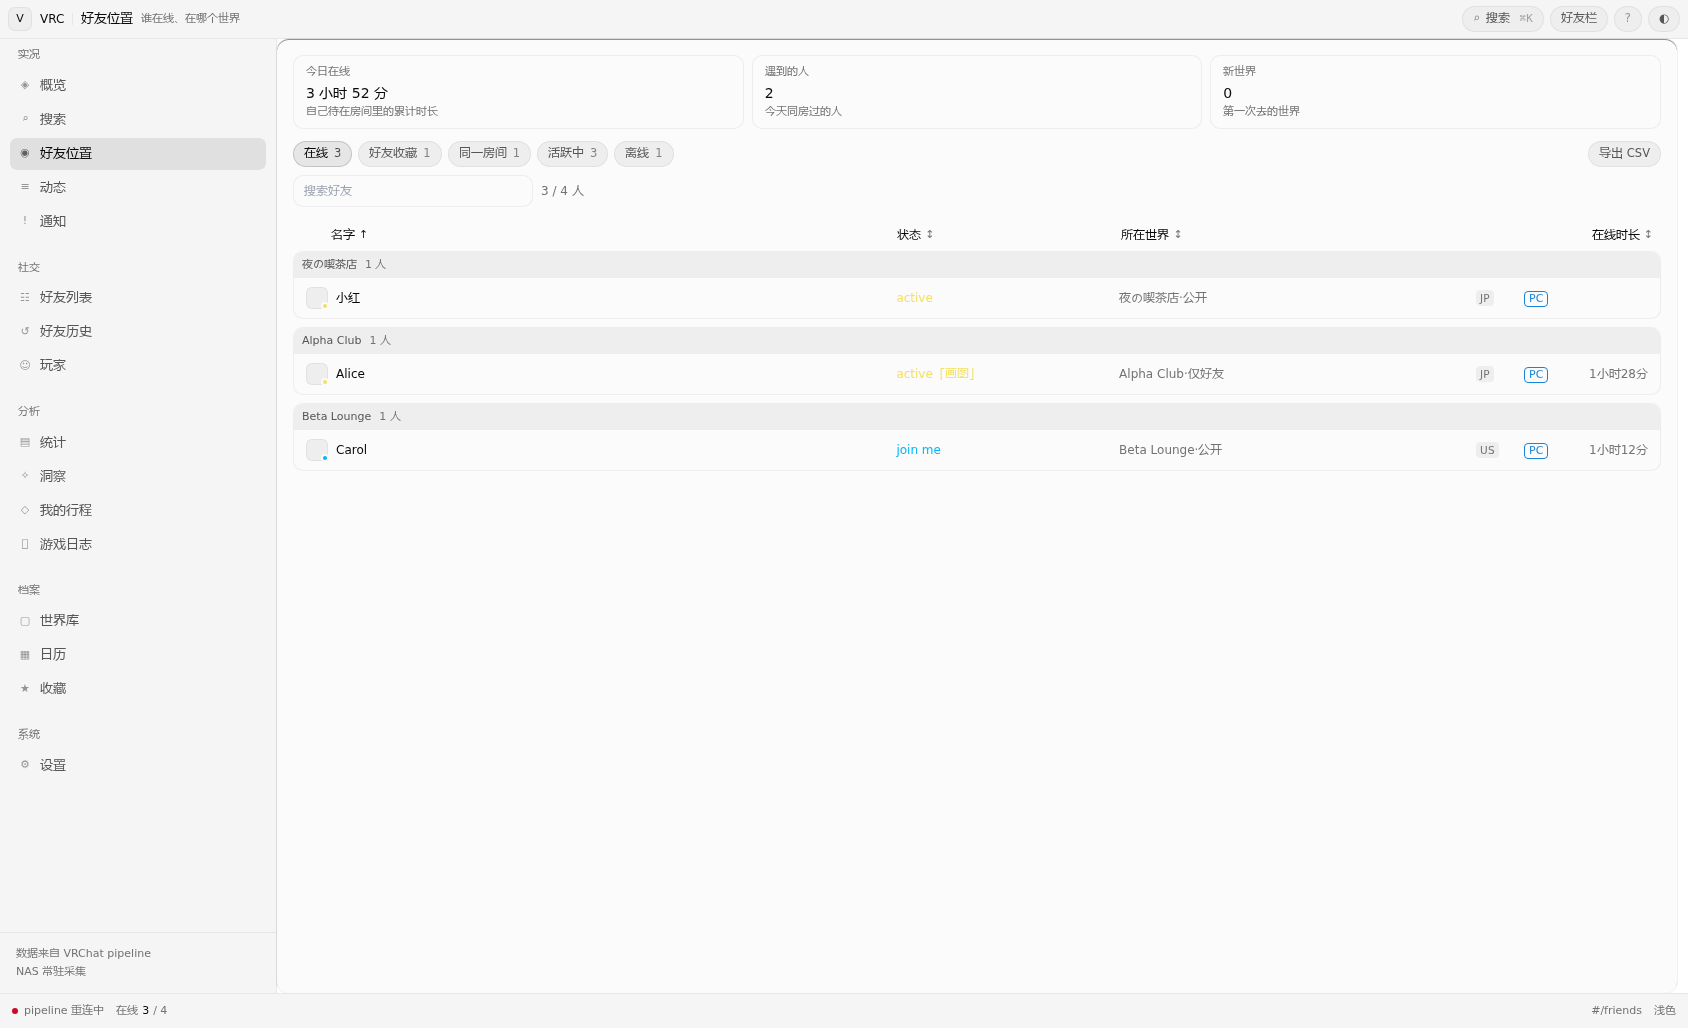 V VRC 好友位置 谁在线、在哪个世界 搜索 ⌘K 好友栏 ?
实况
概览
搜索
好友位置
动态
通知
社交
好友列表
好友历史
玩家
分析
统计
洞察
我的行程
游戏日志
档案
世界库
日历
收藏
系统
设置
数据来自 VRChat pipeline
NAS 常驻采集
今日在线
3 小时 52 分
自己待在房间里的累计时长
遇到的人
2
今天同房过的人
新世界
0
第一次去的世界
在线 3 好友收藏 1 同一房间 1 活跃中 3 离线 1 导出 CSV
搜索好友 3 / 4 人
名字 ↑ 状态 ↕ 所在世界 ↕ 在线时长 ↕
夜の喫茶店 1 人
小红 active 夜の喫茶店·公开 JP PC
Alpha Club 1 人
Alice active「画图」 Alpha Club·仅好友 JP PC 1小时28分
Beta Lounge 1 人
Carol join me Beta Lounge·公开 US PC 1小时12分
pipeline 重连中 在线 3 / 4 #/friends 浅色